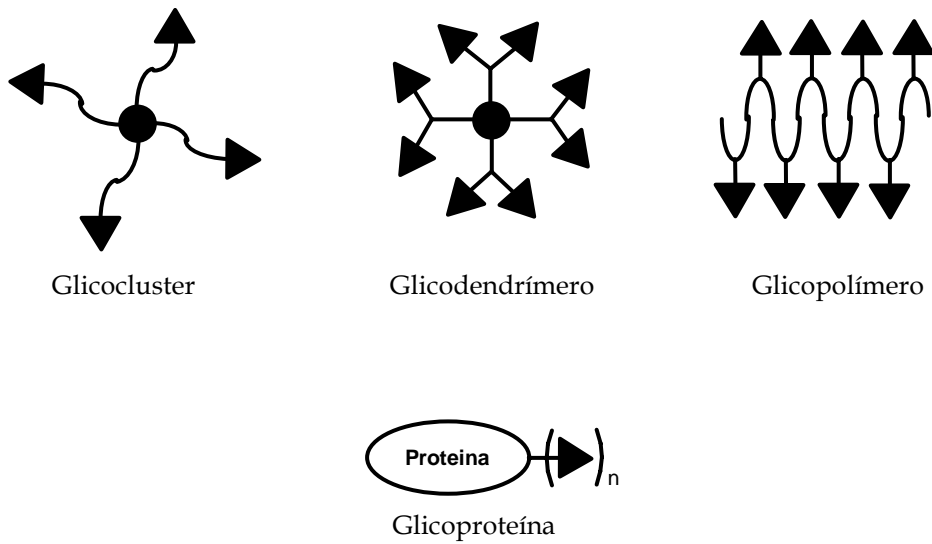 Glicocluster
Glicodendrímero
Glicopolímero
Proteina
n
Glicoproteína